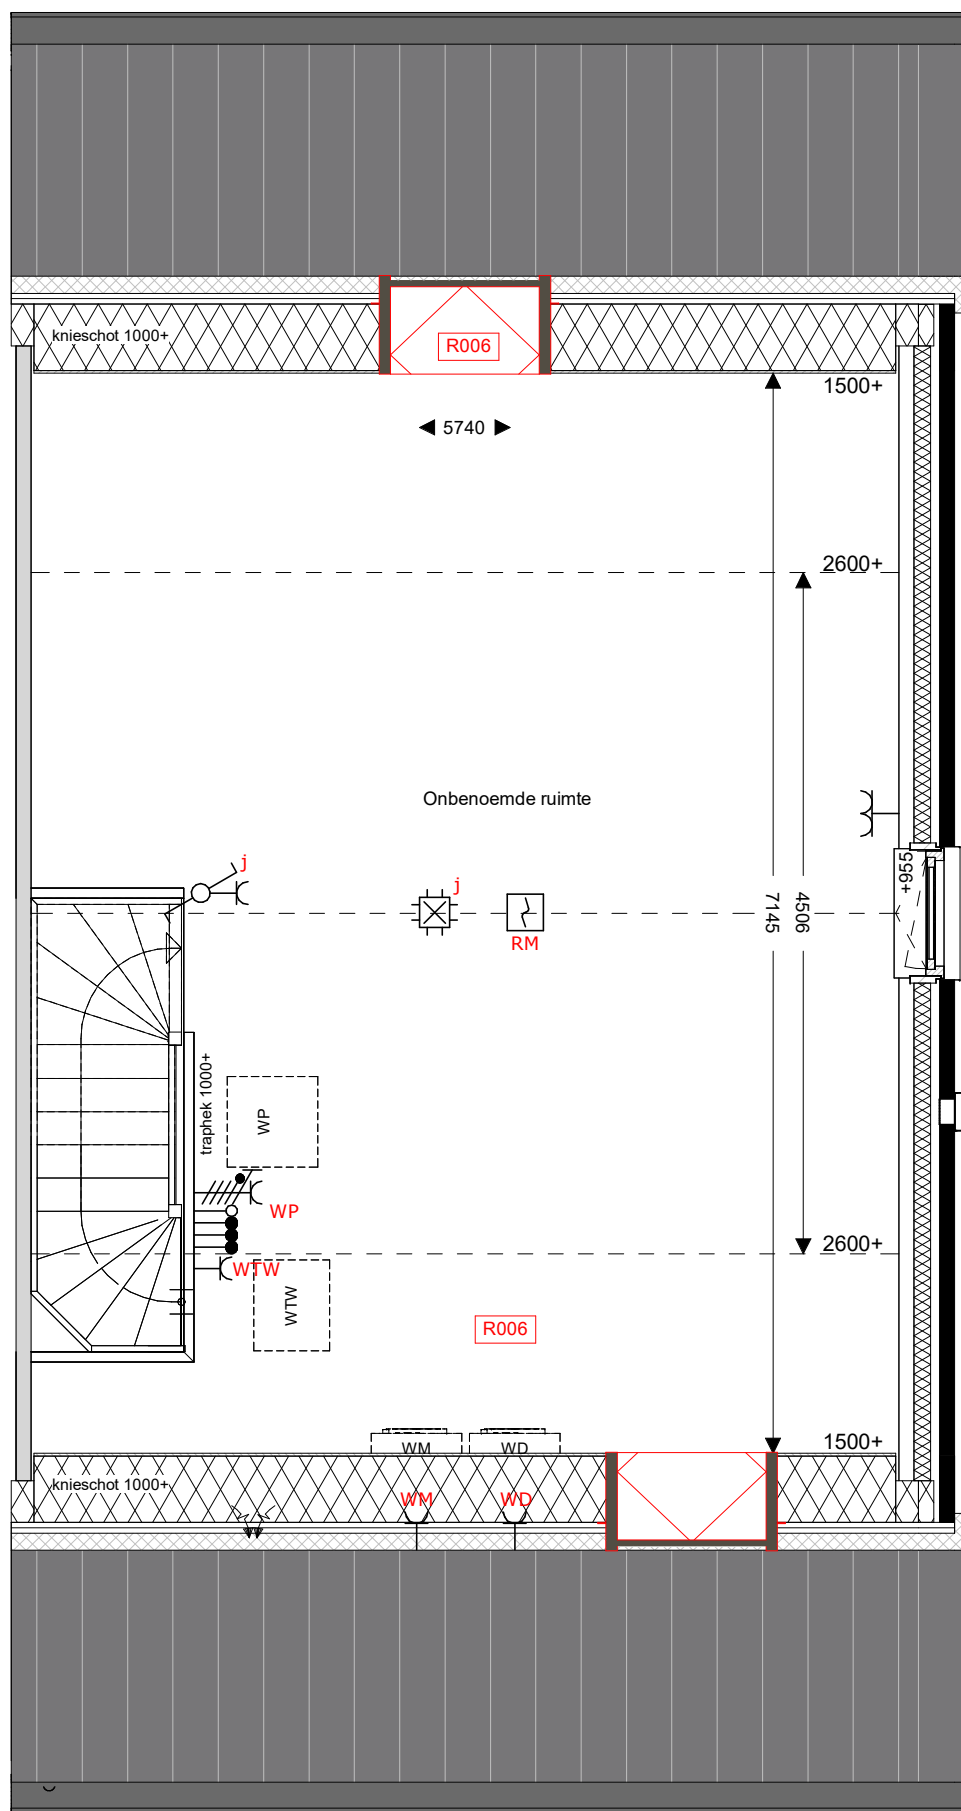 knieschot 1000+
R006
1500+
5740
2600+
Onbenoemde ruimte
j
j
RM
+955
4506
7145
traphek 1000+
WP
WP
WTW
WTW
2600+
R006
1500+
WM
WD
knieschot 1000+
WM
WD